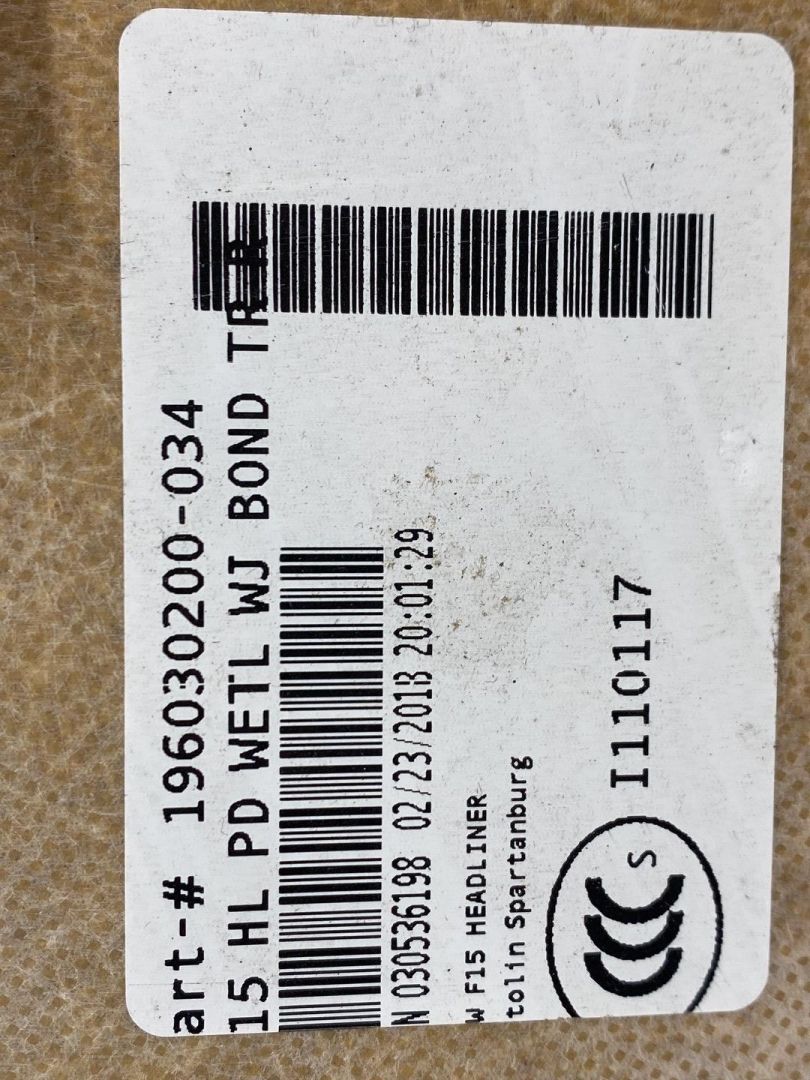 art-# 196030200-034
15 HL PD WETL WJ BOND TR R
N 030536198 02/23/2018 20:01:29
W F15 HEADLINER
tolin Spartanburg
CCC S I110117